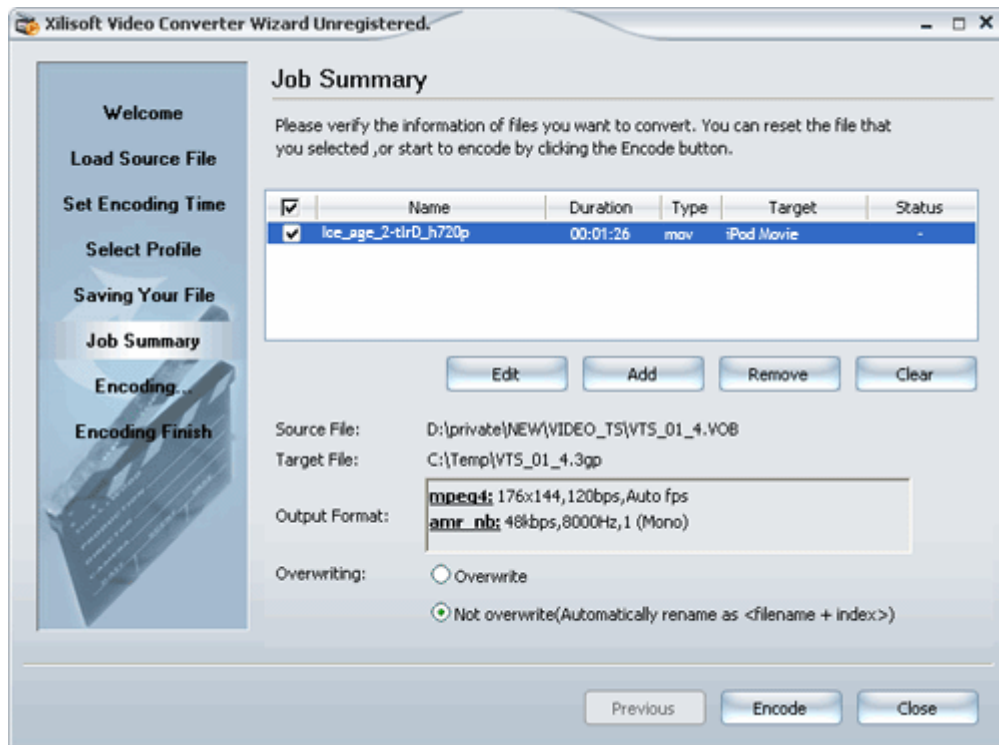 Xilisoft Video Converter Wizard Unregistered.
Welcome
Load Source File
Set Encoding Time
Select Profile
Saving Your File
Job Summary
Encoding...
Encoding Finish
Job Summary
Please verify the information of files you want to convert. You can reset the file that
you selected ,or start to encode by clicking the Encode button.
Name Duration Type Target Status
Ice_age_2-tlrD_h720p 00:01:26 mov iPod Movie -
Edit Add Remove Clear
Source File: D:\private\NEW\VIDEO_TS\VTS_01_4.VOB
Target File: C:\Temp\VTS_01_4.3gp
Output Format:
mpeg4: 176x144,120bps,Auto fps
amr_nb: 48kbps,8000Hz,1 (Mono)
Overwriting: Overwrite
Not overwrite(Automatically rename as <filename + index>)
Previous Encode Close